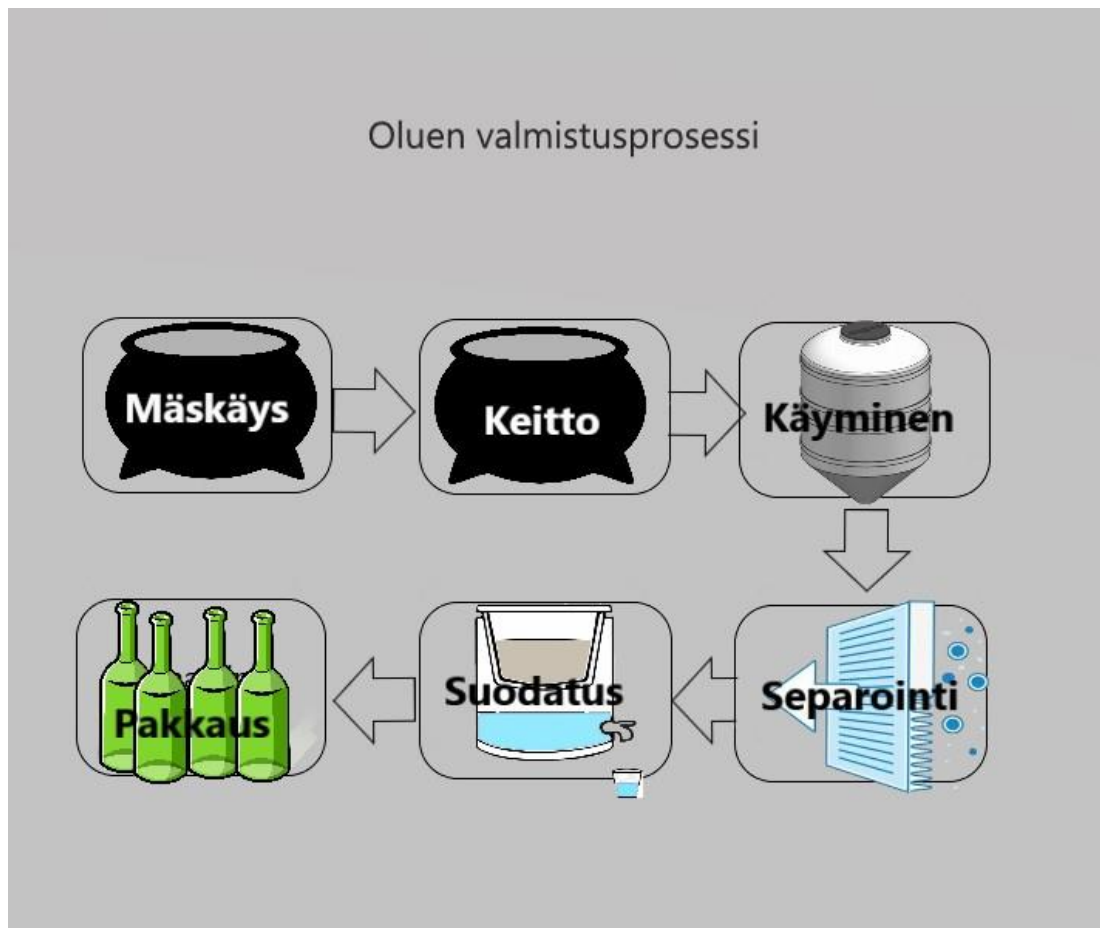 Oluen valmistusprosessi
Mäskäys
Keitto
Käyminen
Separointi
Suodatus
Pakkaus